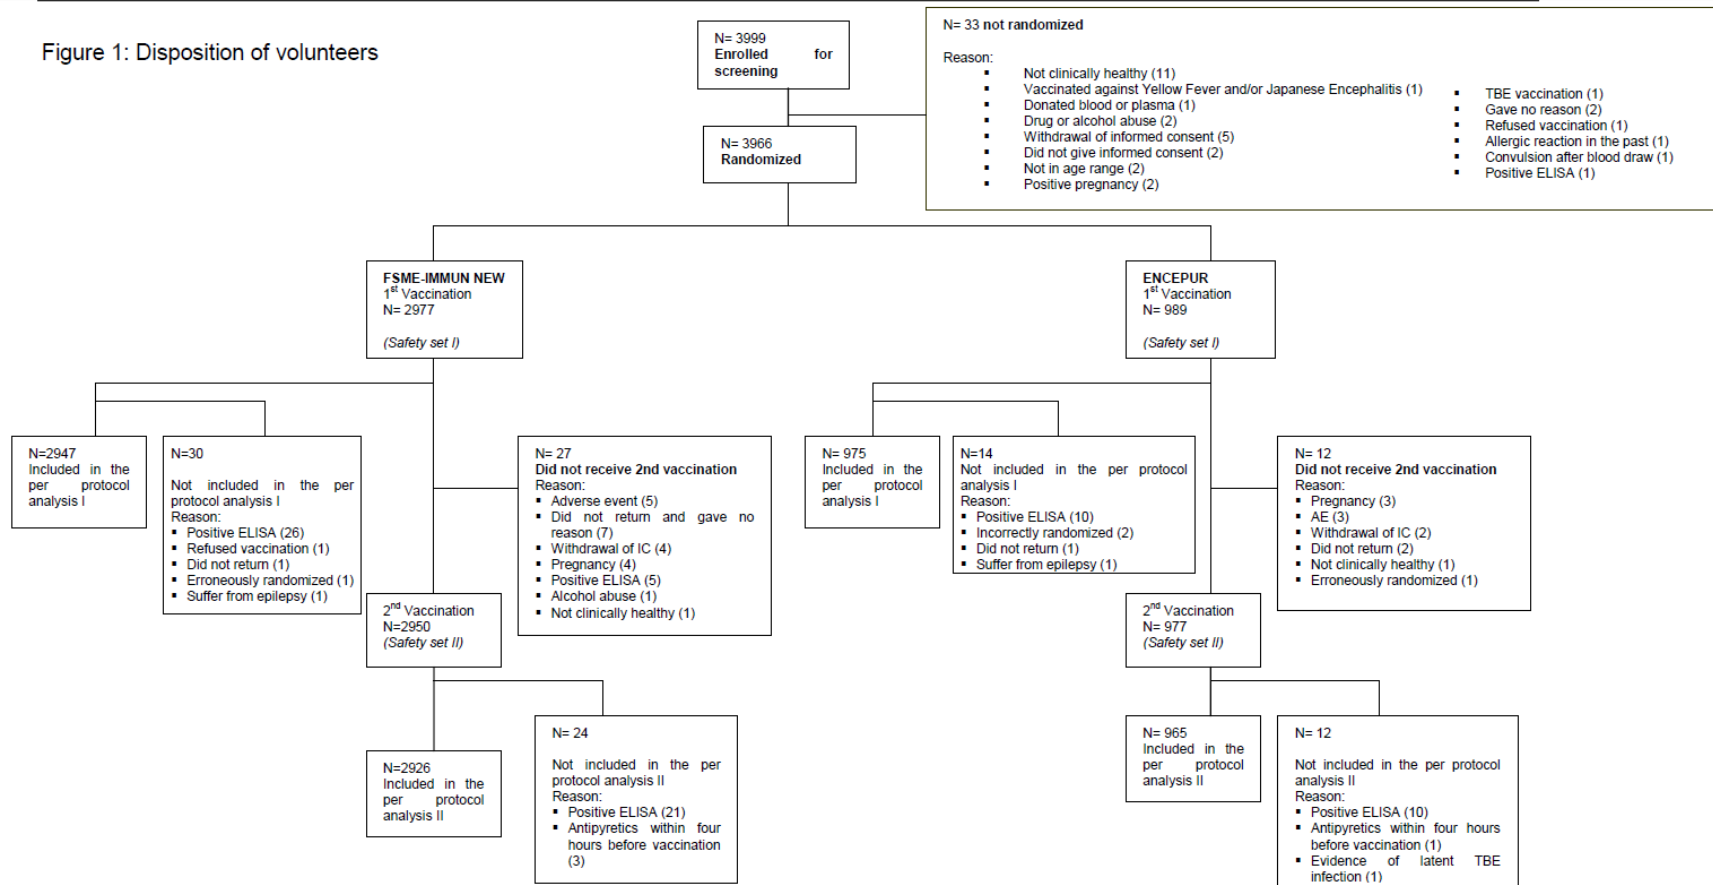 Figure 1: Disposition of volunteers
N= 3999
Enrolled for
screening
N= 33 not randomized
Reason:
▪ Not clinically healthy (11)
▪ Vaccinated against Yellow Fever and/or Japanese Encephalitis (1)
▪ Donated blood or plasma (1)
▪ Drug or alcohol abuse (2)
▪ Withdrawal of informed consent (5)
▪ Did not give informed consent (2)
▪ Not in age range (2)
▪ Positive pregnancy (2)
▪ TBE vaccination (1)
▪ Gave no reason (2)
▪ Refused vaccination (1)
▪ Allergic reaction in the past (1)
▪ Convulsion after blood draw (1)
▪ Positive ELISA (1)
N= 3966
Randomized
FSME-IMMUN NEW
1st Vaccination
N= 2977
(Safety set I)
ENCEPUR
1st Vaccination
N= 989
(Safety set I)
N=2947
Included in the
per protocol
analysis I
N=30
Not included in the per
protocol analysis I
Reason:
▪ Positive ELISA (26)
▪ Refused vaccination (1)
▪ Did not return (1)
▪ Erroneously randomized (1)
▪ Suffer from epilepsy (1)
N= 27
Did not receive 2nd vaccination
Reason:
▪ Adverse event (5)
▪ Did not return and gave no
reason (7)
▪ Withdrawal of IC (4)
▪ Pregnancy (4)
▪ Positive ELISA (5)
▪ Alcohol abuse (1)
▪ Not clinically healthy (1)
N= 975
Included in the
per protocol
analysis I
N=14
Not included in the per protocol
analysis I
Reason:
▪ Positive ELISA (10)
▪ Incorrectly randomized (2)
▪ Did not return (1)
▪ Suffer from epilepsy (1)
N= 12
Did not receive 2nd vaccination
Reason:
▪ Pregnancy (3)
▪ AE (3)
▪ Withdrawal of IC (2)
▪ Did not return (2)
▪ Not clinically healthy (1)
▪ Erroneously randomized (1)
2nd Vaccination
N=2950
(Safety set II)
2nd Vaccination
N= 977
(Safety set II)
N=2926
Included in the
per protocol
analysis II
N= 24
Not included in the per
protocol analysis II
Reason:
▪ Positive ELISA (21)
▪ Antipyretics within four
hours before vaccination
(3)
N= 965
Included in the
per protocol
analysis II
N= 12
Not included in the per protocol
analysis II
Reason:
▪ Positive ELISA (10)
▪ Antipyretics within four hours
before vaccination (1)
▪ Evidence of latent TBE
infection (1)